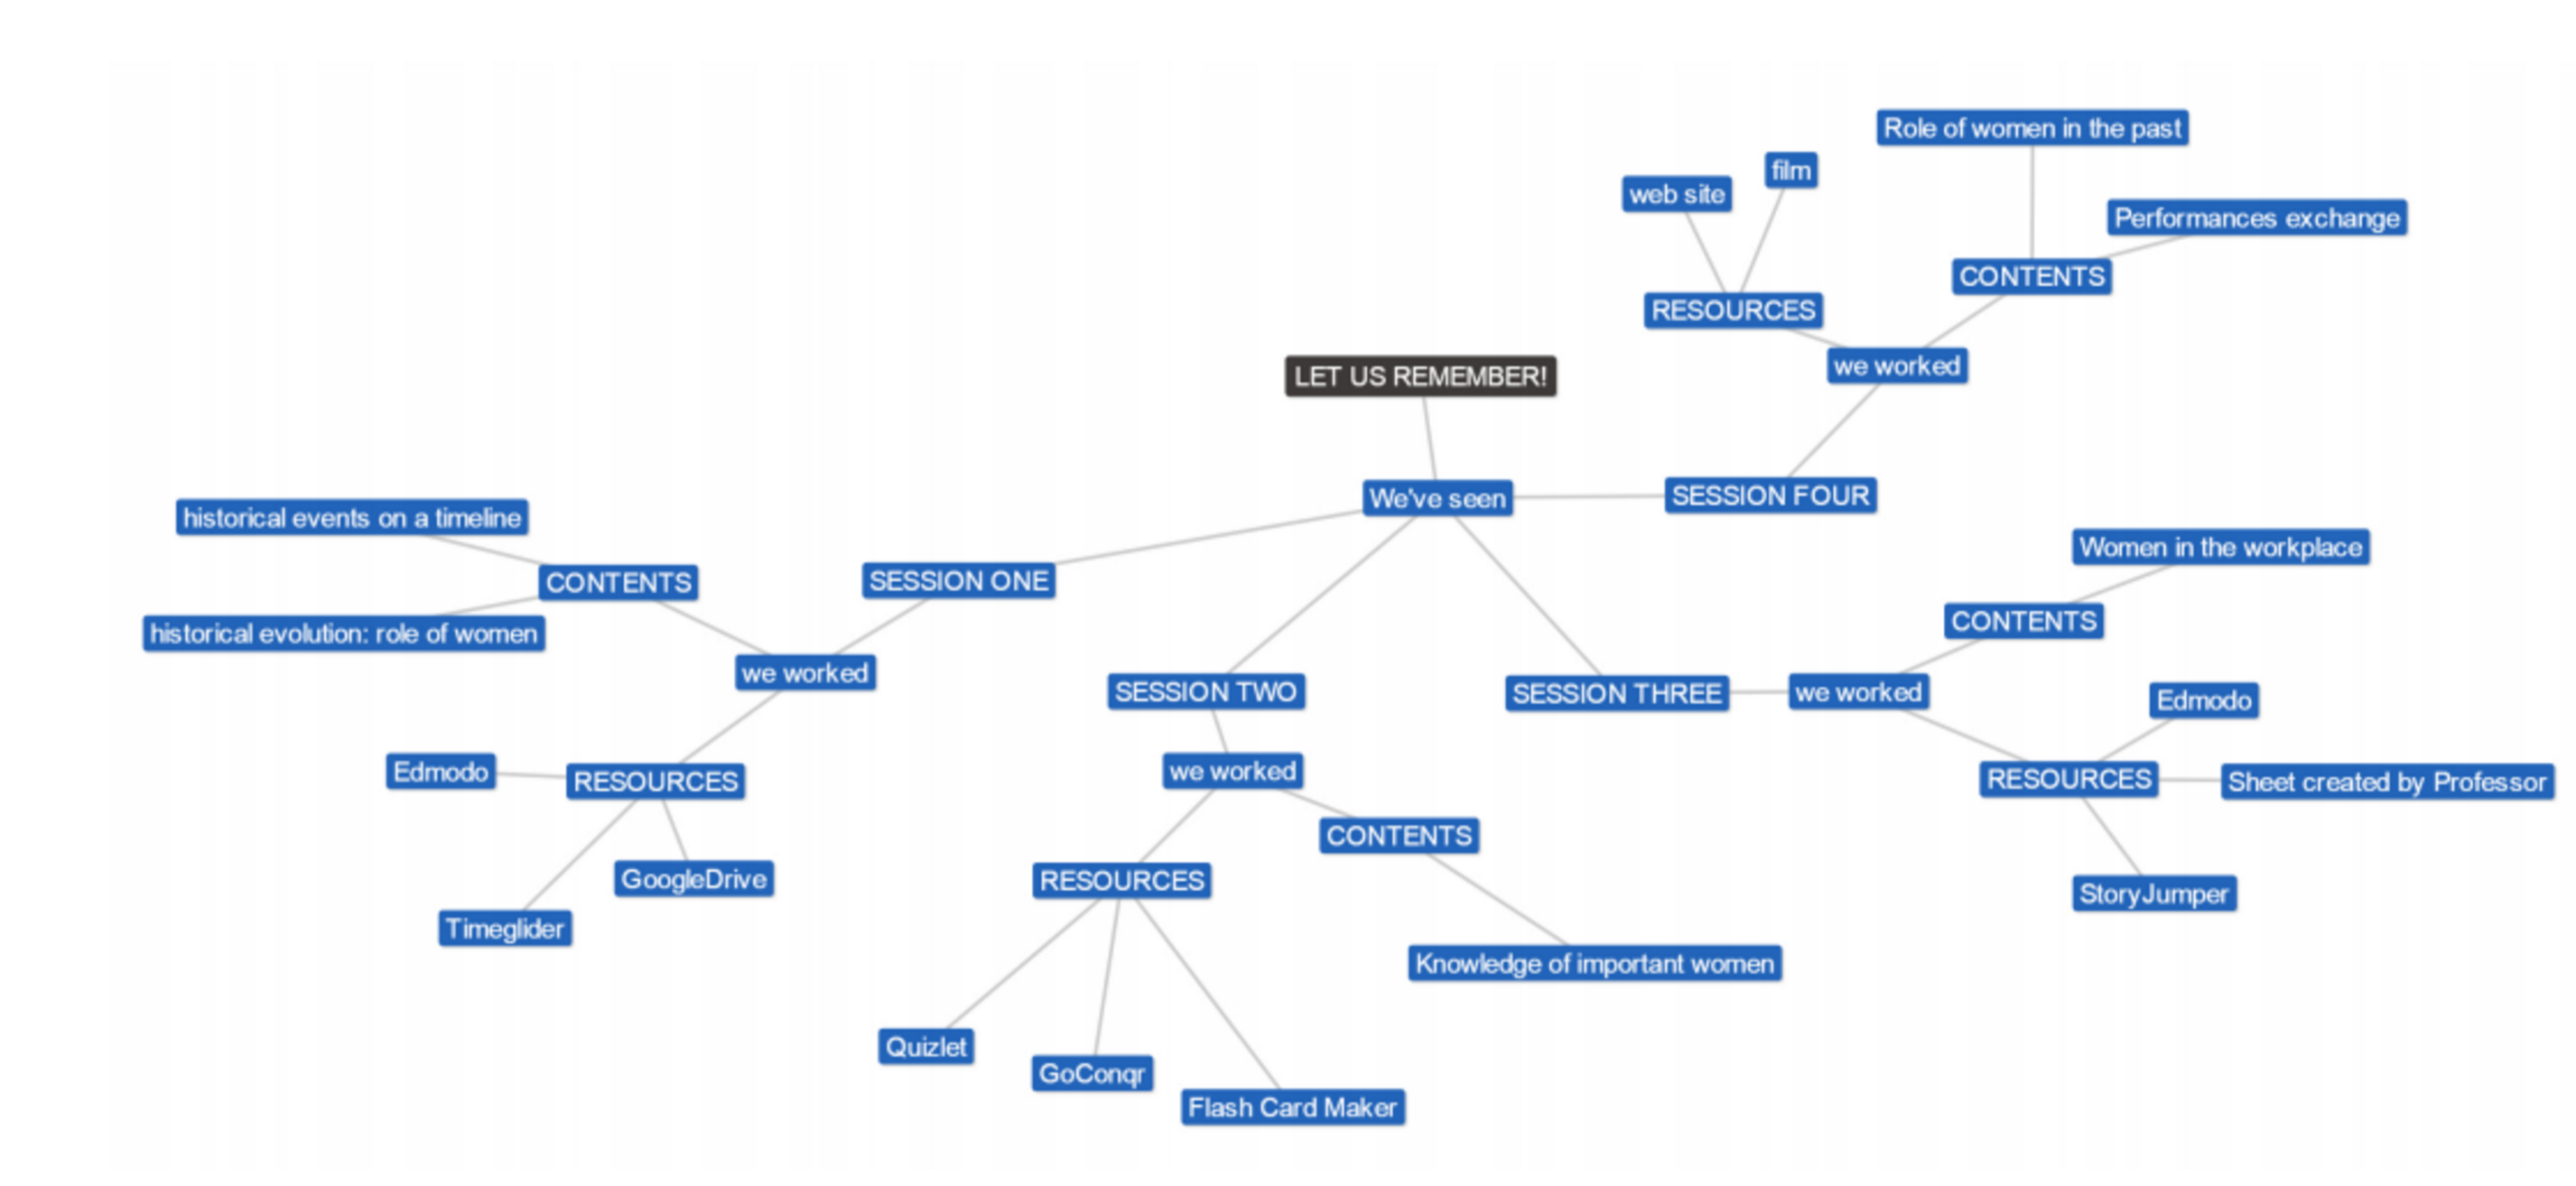 LET US REMEMBER!
We've seen
SESSION ONE
we worked
CONTENTS
historical events on a timeline
historical evolution: role of women
RESOURCES
Edmodo
Timeglider
GoogleDrive
SESSION TWO
we worked
RESOURCES
Quizlet
GoConqr
Flash Card Maker
CONTENTS
Knowledge of important women
SESSION THREE
we worked
CONTENTS
Women in the workplace
RESOURCES
Edmodo
Sheet created by Professor
StoryJumper
SESSION FOUR
we worked
RESOURCES
web site
film
CONTENTS
Role of women in the past
Performances exchange